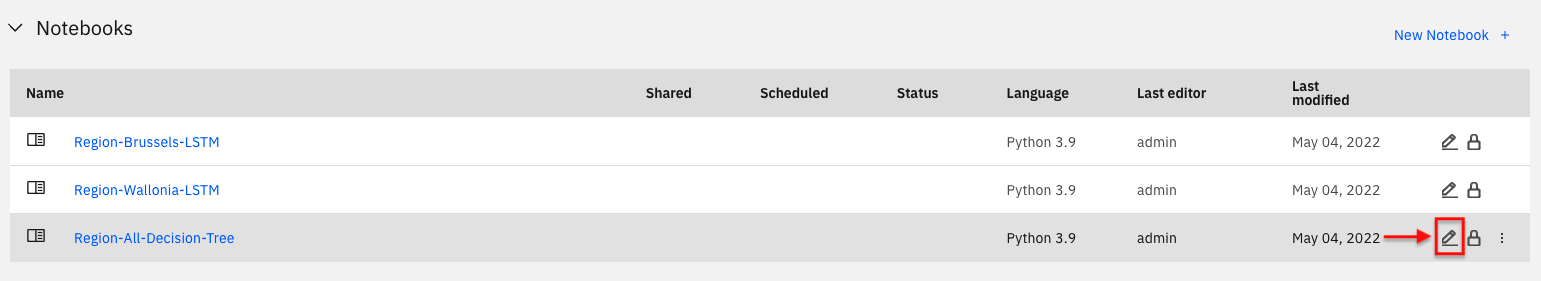 Notebooks
New Notebook +
Name Shared Scheduled Status Language Last editor Last
modified
Region-Brussels-LSTM Python 3.9 admin May 04, 2022
Region-Wallonia-LSTM Python 3.9 admin May 04, 2022
Region-All-Decision-Tree Python 3.9 admin May 04, 2022